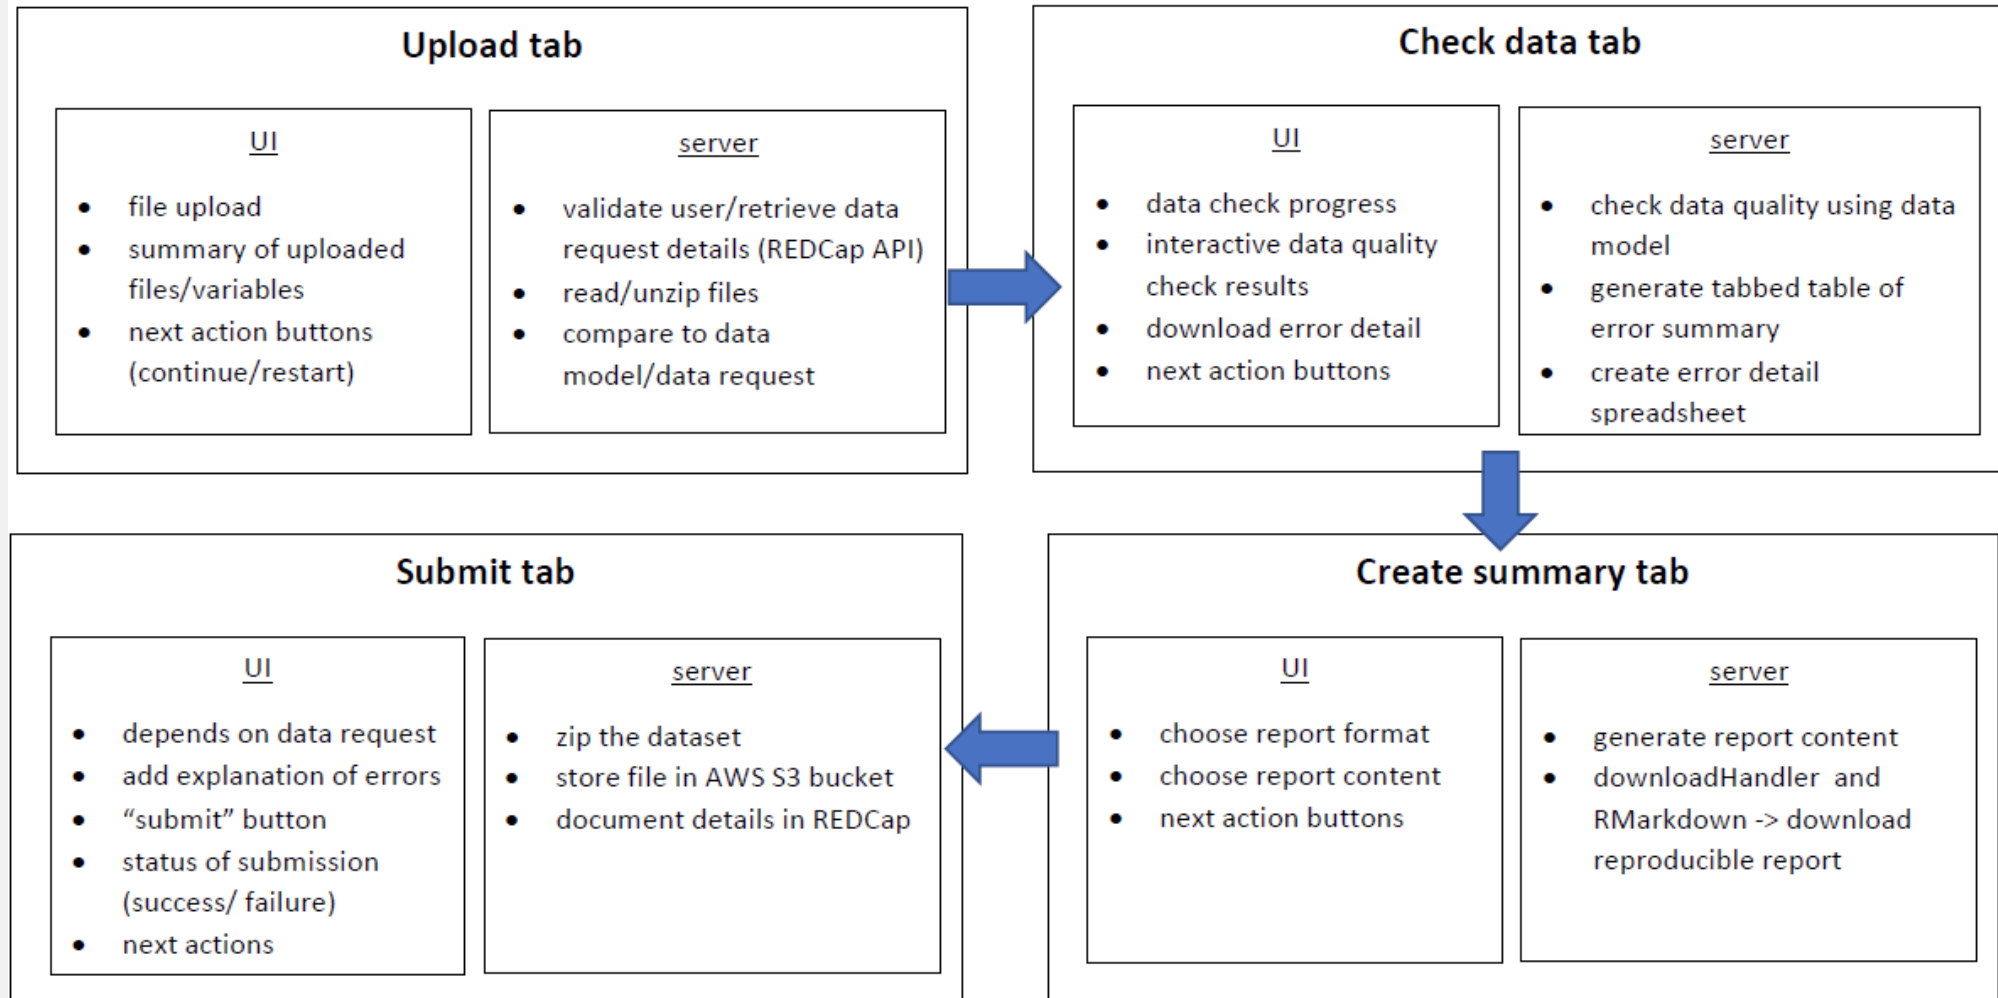 Upload tab
UI
• file upload
• summary of uploaded
files/variables
• next action buttons
(continue/restart)
server
• validate user/retrieve data
request details (REDCap API)
• read/unzip files
• compare to data
model/data request
Check data tab
UI
• data check progress
• interactive data quality
check results
• download error detail
• next action buttons
server
• check data quality using data
model
• generate tabbed table of
error summary
• create error detail
spreadsheet
Create summary tab
UI
• choose report format
• choose report content
• next action buttons
server
• generate report content
• downloadHandler and
RMarkdown -> download
reproducible report
Submit tab
UI
• depends on data request
• add explanation of errors
• “submit” button
• status of submission
(success/ failure)
• next actions
server
• zip the dataset
• store file in AWS S3 bucket
• document details in REDCap